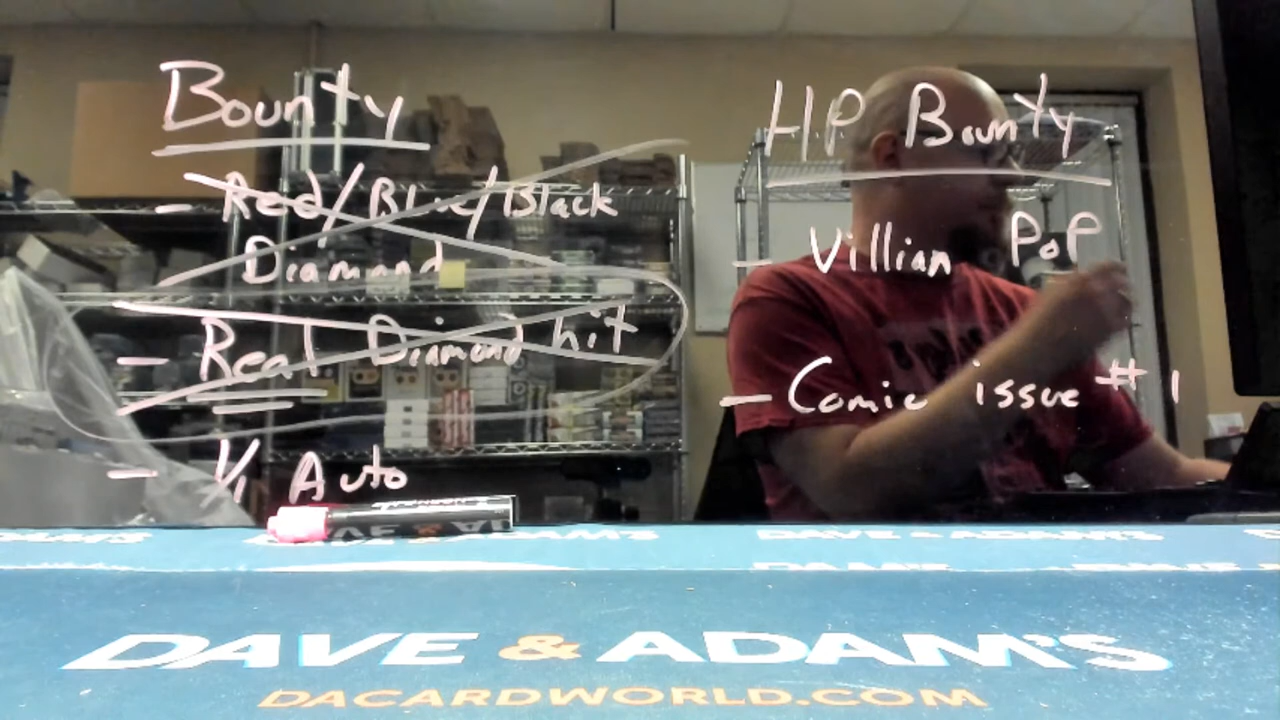 Bounty
- Red/Blue/Black
Diamond
- Real Diamond hit
- 1/1 Auto
H.P Bounty
- Villian PoP
- Comic issue #1
DAVE & ADAM'S
DACARDWORLD.COM